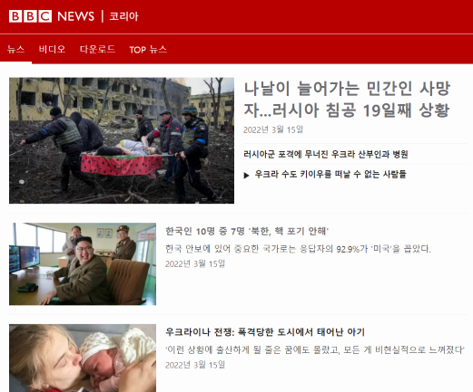 BBC NEWS | 코리아
뉴스 비디오 다운로드 TOP 뉴스
나날이 늘어가는 민간인 사망
자...러시아 침공 19일째 상황
2022년 3월 15일
러시아군 포격에 무너진 우크라 산부인과 병원
우크라 수도 키이우를 떠날 수 없는 사람들
한국인 10명 중 7명 '북한, 핵 포기 안해'
한국 안보에 있어 중요한 국가로는 응답자의 92.9%가 '미국'을 꼽았다.
2022년 3월 15일
우크라이나 전쟁: 폭격당한 도시에서 태어난 아기
'이런 상황에 출산하게 될 줄은 꿈에도 몰랐고, 모든 게 비현실적으로 느껴졌다'
2022년 3월 15일